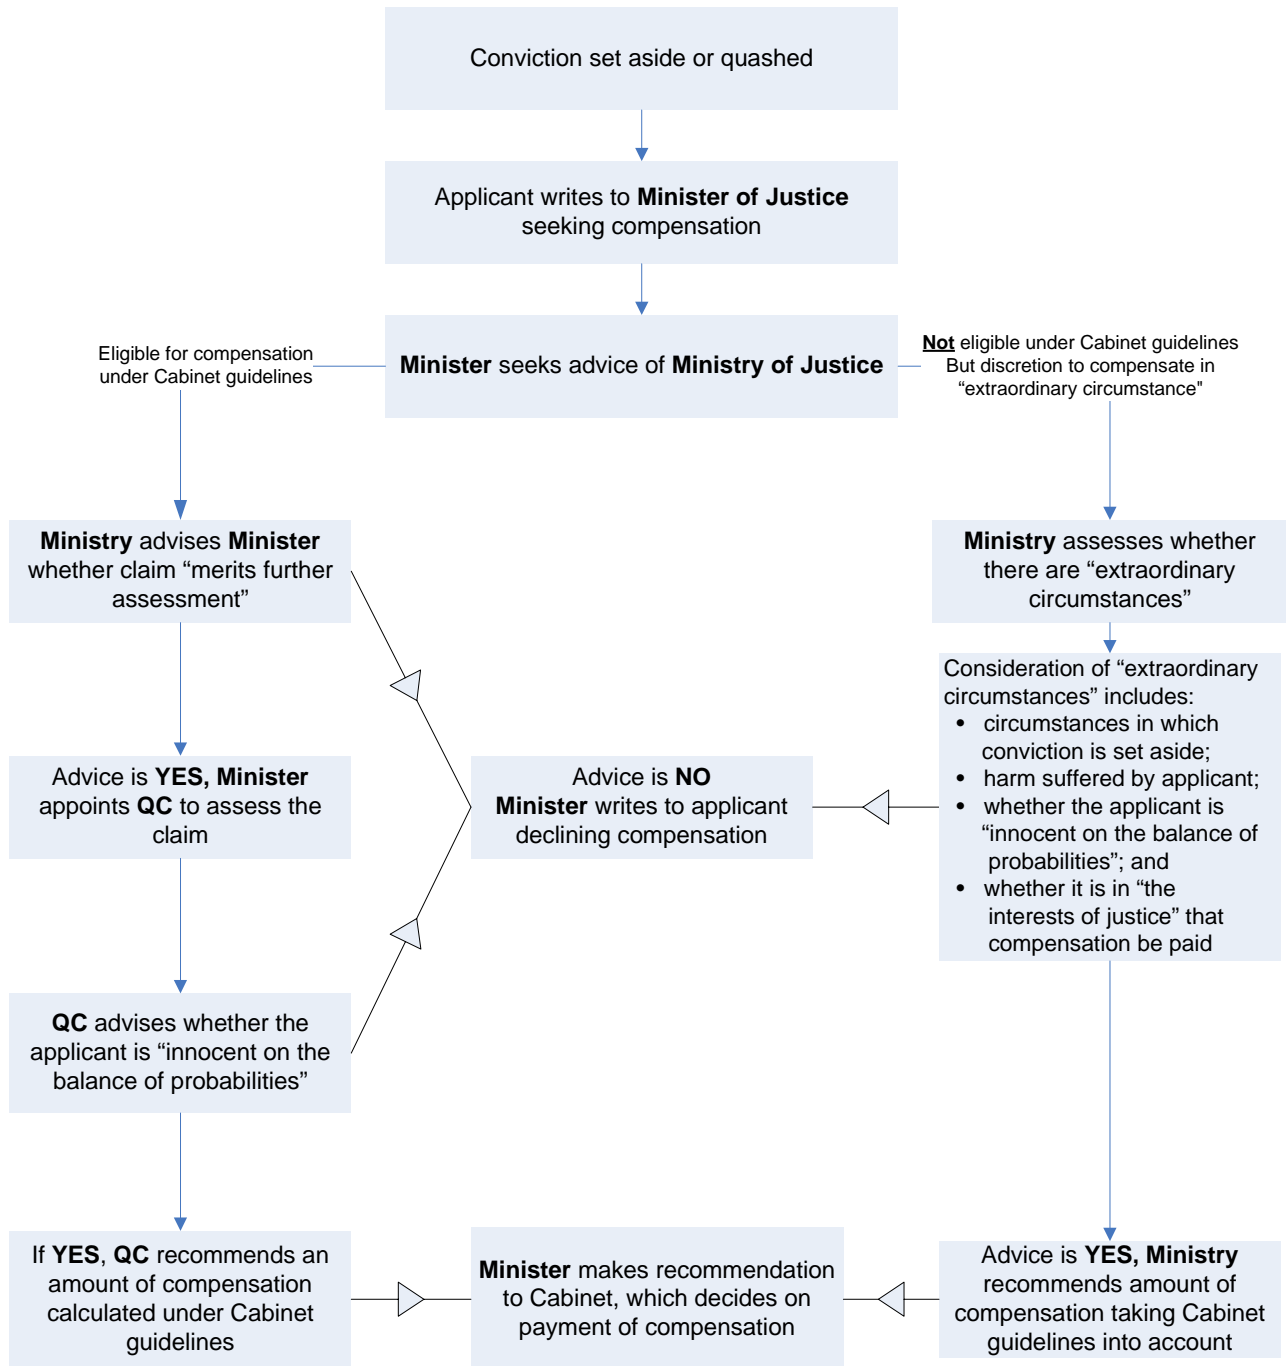 Conviction set aside or quashed
Applicant writes to Minister of Justice
seeking compensation
Minister seeks advice of Ministry of Justice
Eligible for compensation
under Cabinet guidelines
Not eligible under Cabinet guidelines
But discretion to compensate in
“extraordinary circumstance"
Ministry advises Minister
whether claim “merits further
assessment”
Ministry assesses whether
there are “extraordinary
circumstances”
Consideration of “extraordinary
circumstances” includes:
• circumstances in which
conviction is set aside;
• harm suffered by applicant;
• whether the applicant is
“innocent on the balance of
probabilities”; and
• whether it is in “the
interests of justice” that
compensation be paid
Advice is YES, Minister
appoints QC to assess the
claim
Advice is NO
Minister writes to applicant
declining compensation
QC advises whether the
applicant is “innocent on the
balance of probabilities”
If YES, QC recommends an
amount of compensation
calculated under Cabinet
guidelines
Minister makes recommendation
to Cabinet, which decides on
payment of compensation
Advice is YES, Ministry
recommends amount of
compensation taking Cabinet
guidelines into account